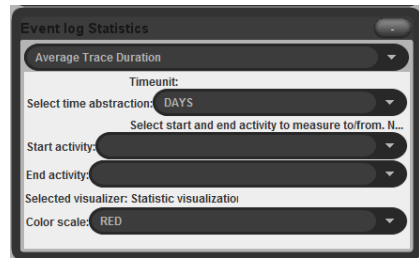 Event log Statistics
Average Trace Duration
Timeunit:
Select time abstraction: DAYS
Select start and end activity to measure to/from. N...
Start activity:
End activity:
Selected visualizer: Statistic visualization
Color scale: RED